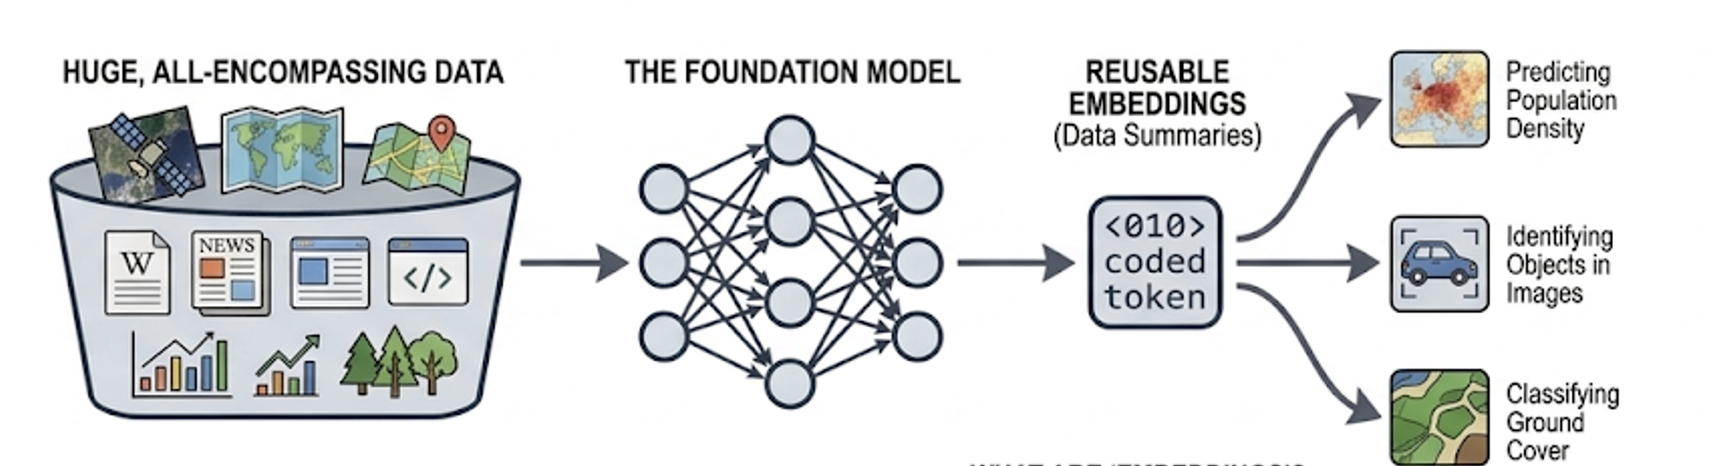 HUGE, ALL-ENCOMPASSING DATA
W
NEWS
</>
THE FOUNDATION MODEL
REUSABLE
EMBEDDINGS
(Data Summaries)
<010>
coded
token
Predicting
Population
Density
Identifying
Objects in
Images
Classifying
Ground
Cover